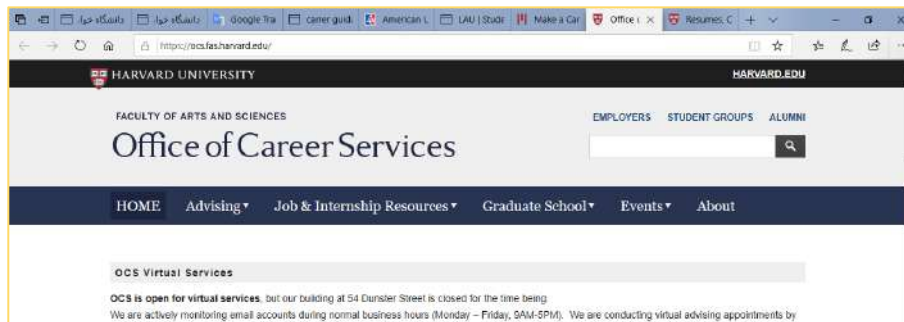 دانشگاه خوا
دانشگاه خوا
Google Tra
career guid
American L
LAU | Stude
Make a Car
Office (
Resumes, C
https://ocs.fas.harvard.edu/
HARVARD UNIVERSITY
HARVARD.EDU
FACULTY OF ARTS AND SCIENCES
EMPLOYERS STUDENT GROUPS ALUMNI
Office of Career Services
HOME Advising Job & Internship Resources Graduate School Events About
OCS Virtual Services
OCS is open for virtual services, but our building at 54 Dunster Street is closed for the time being.
We are actively monitoring email accounts during normal business hours (Monday – Friday, 9AM-5PM). We are conducting virtual advising appointments by